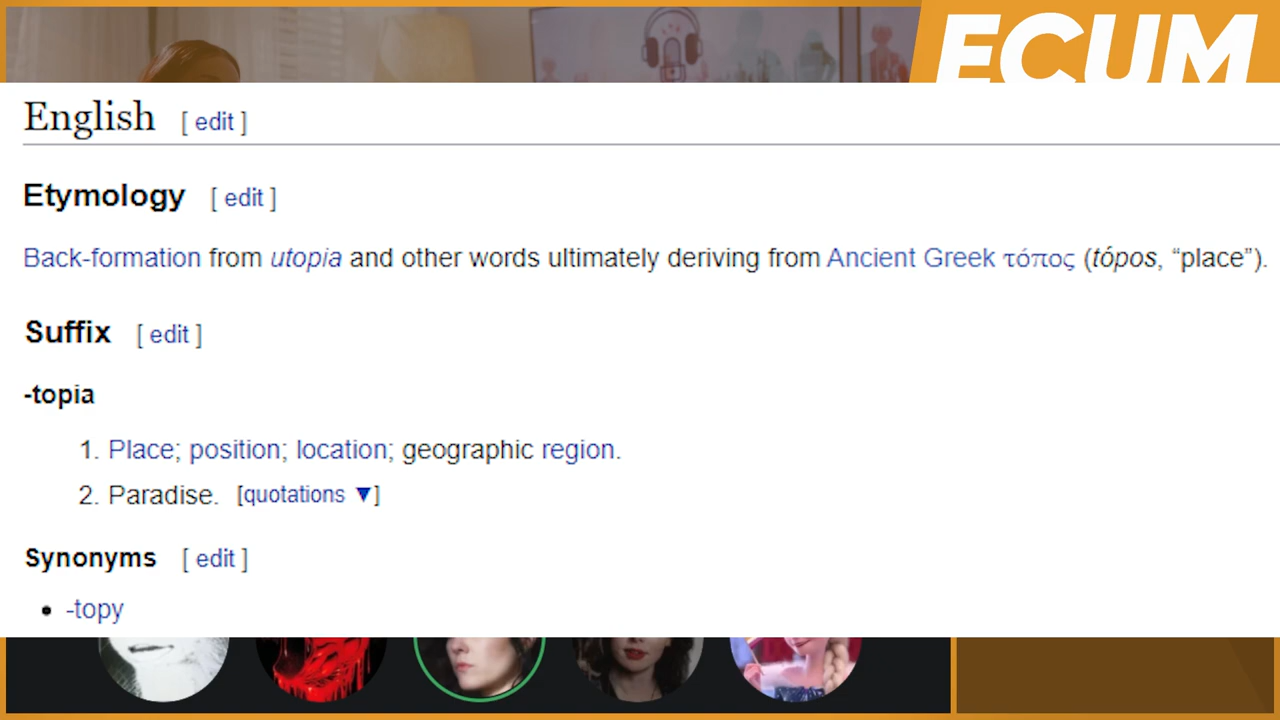 ECUM
English [ edit ]
Etymology [ edit ]
Back-formation from utopia and other words ultimately deriving from Ancient Greek τόπος (tópos, “place”).
Suffix [ edit ]
-topia
1. Place; position; location; geographic region.
2. Paradise. [quotations ▼]
Synonyms [ edit ]
• -topy